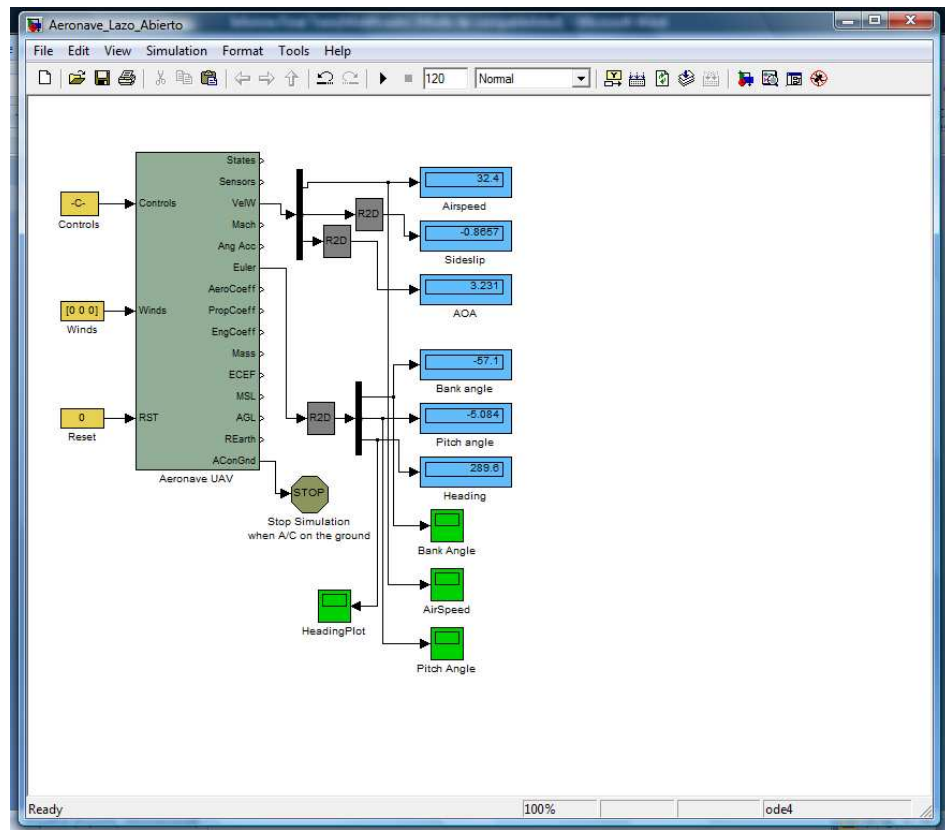 Aeronave_Lazo_Abierto
File Edit View Simulation Format Tools Help
120 Normal
States
Sensors
-C- Controls VelW
Controls
Mach
Ang Acc
Euler
AeroCoeff
[0 0 0] Winds PropCoeff
Winds
EngCoeff
Mass
ECEF
MSL
0 RST AGL
Reset
REarth
AConGnd
Aeronave UAV
R2D
R2D
R2D
STOP
Stop Simulation
when A/C on the ground
32.4
Airspeed
-0.8657
Sideslip
3.231
AOA
-57.1
Bank angle
-5.084
Pitch angle
289.6
Heading
Bank Angle
AirSpeed
HeadingPlot
Pitch Angle
Ready 100% ode4